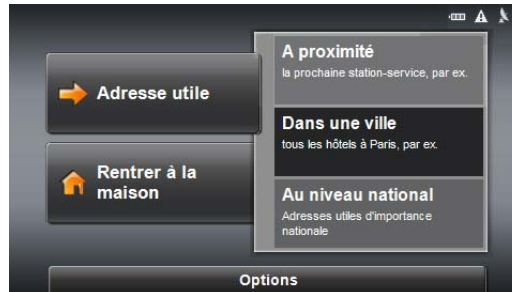 Adresse utile
Rentrer à la
maison
A proximité
la prochaine station-service, par ex.
Dans une ville
tous les hôtels à Paris, par ex.
Au niveau national
Adresses utiles d'importance
nationale
Options